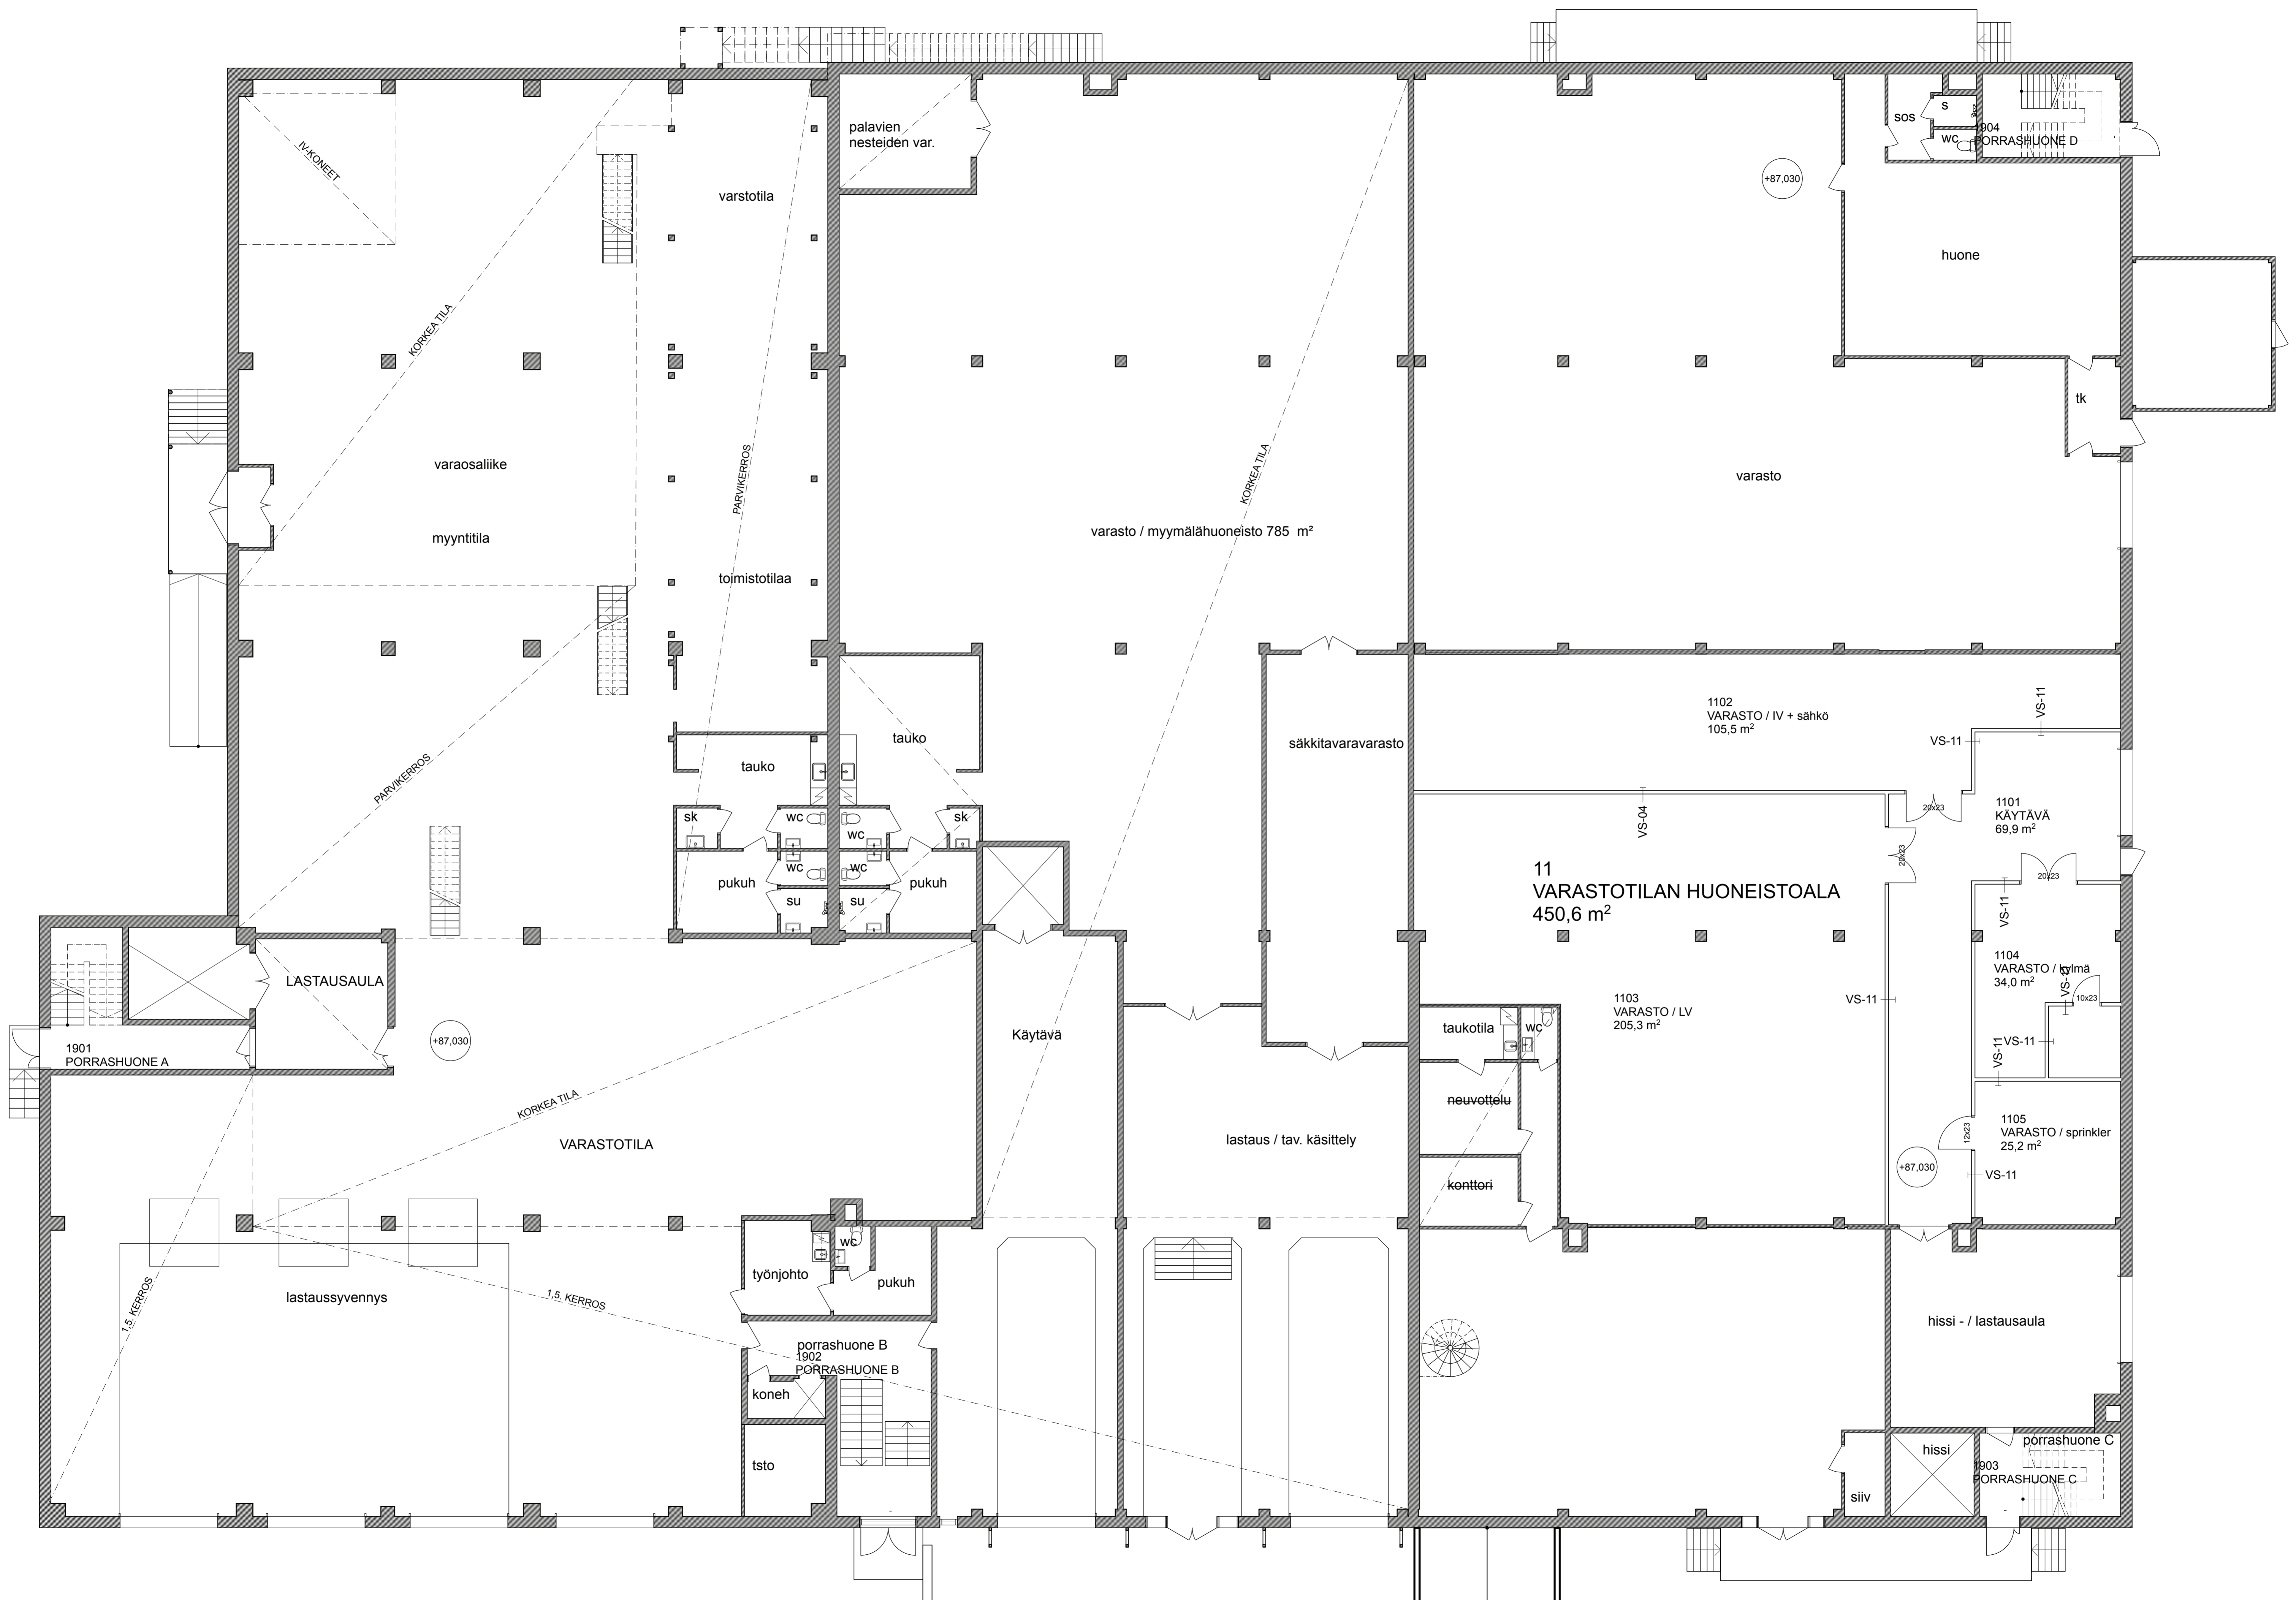 palavien
nesteiden var.
s
sos
wc
1904
PORRASHUONE D
IV-KONEET
+87,030
varstotila
huone
KORKEA TILA
tk
varaosaliike
PARVIKERROS
KORKEA TILA
varasto
varasto / myymälähuoneisto 785 m²
myyntitila
toimistotilaa
1102
VARASTO / IV + sähkö
105,5 m²
VS-11
VS-11
tauko
säkkitavaravarasto
tauko
PARVIKERROS
VS-04
20x23
1101
KÄYTÄVÄ
69,9 m²
sk
wc
wc
sk
20x23
20x23
11
VARASTOTILAN HUONEISTOALA
450,6 m²
pukuh
wc
wc
pukuh
su
su
VS-11
1104
VARASTO / kylmä
34,0 m²
VS-21
10x23
LASTAUSAULA
1103
VARASTO / LV
205,3 m²
VS-11
taukotila
wc
Käytävä
+87,030
1901
PORRASHUONE A
VS-11
VS-11
neuvottelu
KORKEA TILA
1105
VARASTO / sprinkler
25,2 m²
12x23
VARASTOTILA
lastaus / tav. käsittely
+87,030
VS-11
konttori
wc
työnjohto
pukuh
lastaussyvennys
1,5. KERROS
1,5. KERROS
hissi - / lastausaula
porrashuone B
1902
PORRASHUONE B
koneh
porrashuone C
hissi
tsto
1903
PORRASHUONE C
siiv